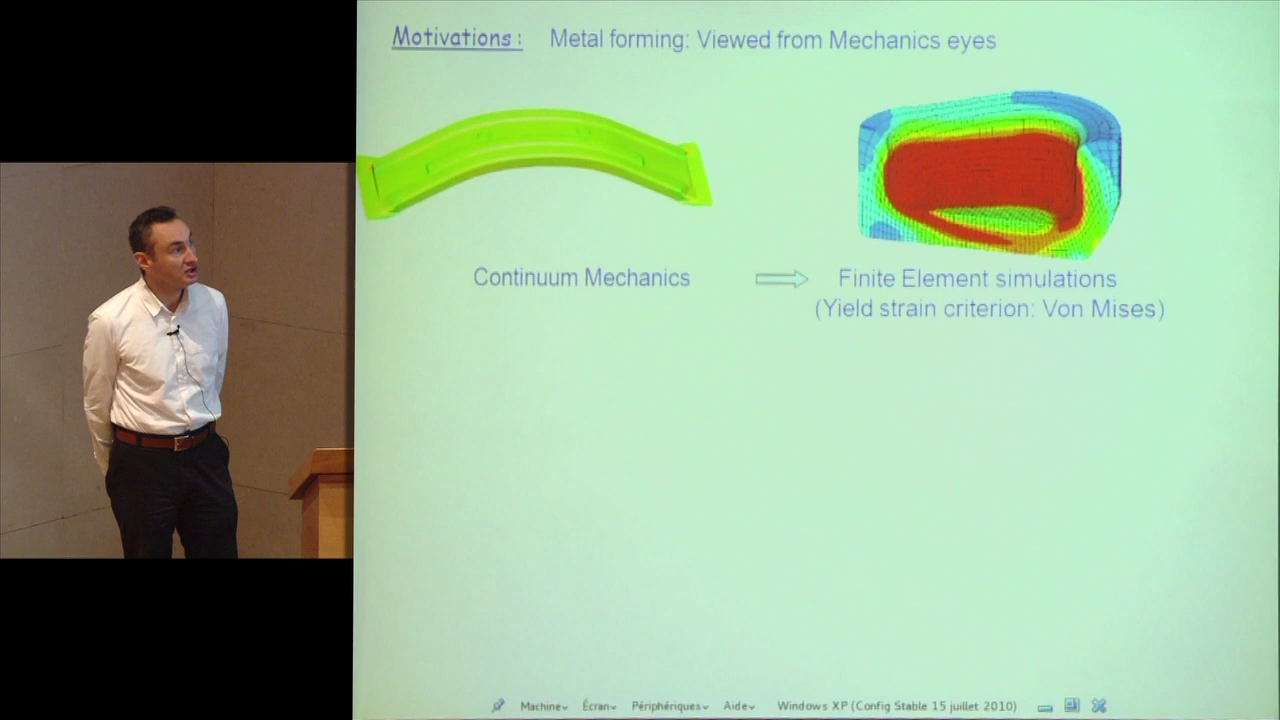 Motivations: Metal forming: Viewed from Mechanics eyes
Continuum Mechanics
Finite Element simulations
(Yield strain criterion: Von Mises)
Machine Écran Périphériques Aide Windows XP (Config Stable 15 juillet 2010)